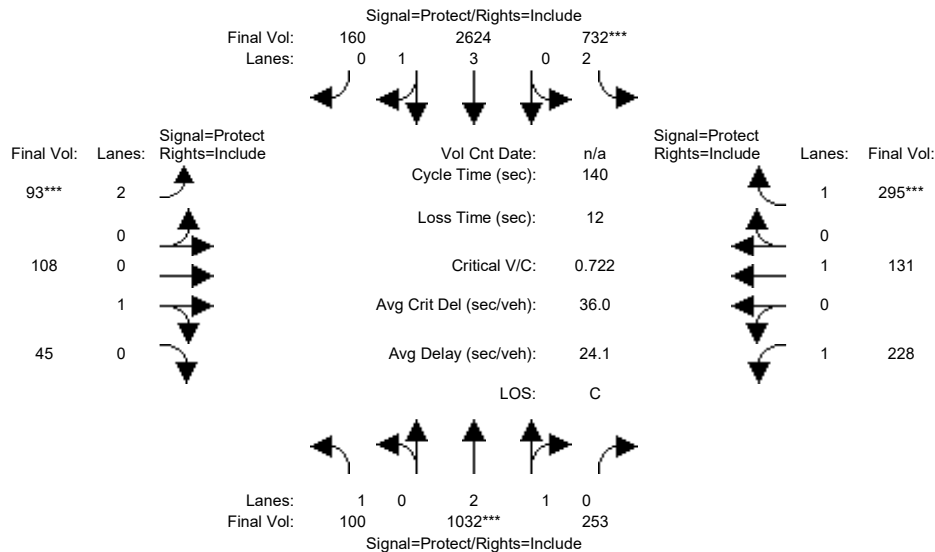 Signal=Protect/Rights=Include
Final Vol: 160 2624 732***
Lanes: 0 1 3 0 2
Signal=Protect Signal=Protect
Final Vol: Lanes: Rights=Include Vol Cnt Date: n/a Rights=Include Lanes: Final Vol:
Cycle Time (sec): 140
93*** 2 1 295***
Loss Time (sec): 12
0 0
108 0 Critical V/C: 0.722 1 131
1 Avg Crit Del (sec/veh): 36.0 0
45 0 Avg Delay (sec/veh): 24.1 1 228
LOS: C
Lanes: 1 0 2 1 0
Final Vol: 100 1032*** 253
Signal=Protect/Rights=Include